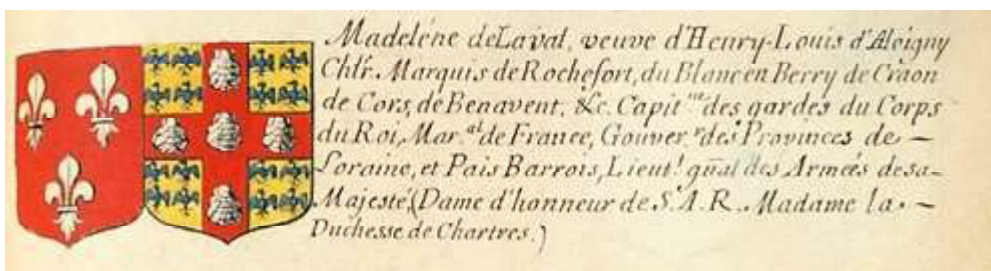 Madeléne de Laval, veuve d'Henry-Louis d'Aloigny
Chlr. Marquis de Rochefort, du Blanc en Berry de Craon
de Cors, de Benavent, &c. Capit.ne des gardes du Corps
du Roi, Mar.al de France, Gouver.r des Provinces de —
Loraine, et Pais Barrois, Lieut.t gñal des Armées de sa-
Majesté, (Dame d'honneur de S.A.R. Madame la. —
Duchesse de Chartres.)